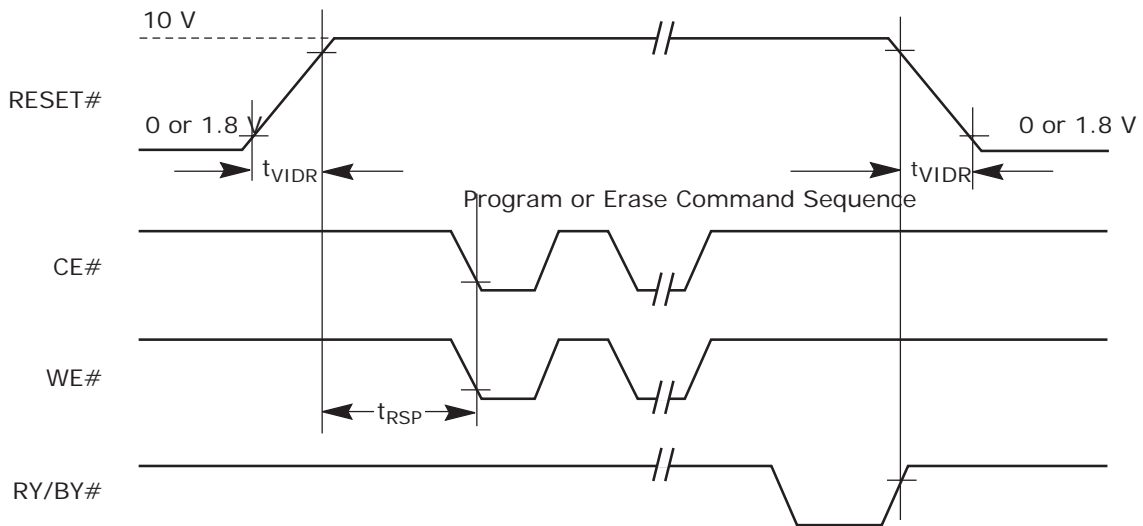 10 V
RESET#
0 or 1.8 V
0 or 1.8 V
tVIDR
tVIDR
Program or Erase Command Sequence
CE#
WE#
tRSP
RY/BY#